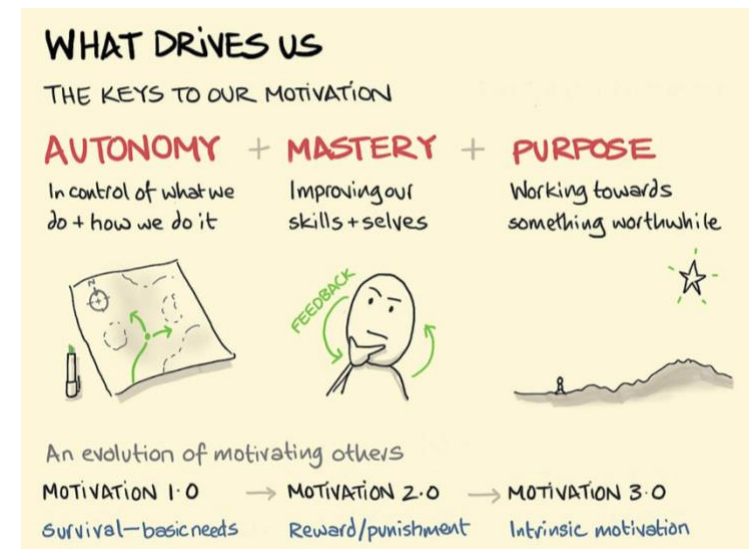 WHAT DRIVES US
THE KEYS TO OUR MOTIVATION
AUTONOMY + MASTERY + PURPOSE
In control of what we
do + how we do it
Improving our
skills + selves
Working towards
something worthwhile
N
FEEDBACK
An evolution of motivating others
MOTIVATION 1.0 → MOTIVATION 2.0 → MOTIVATION 3.0
Survival—basic needs
Reward/punishment
Intrinsic motivation